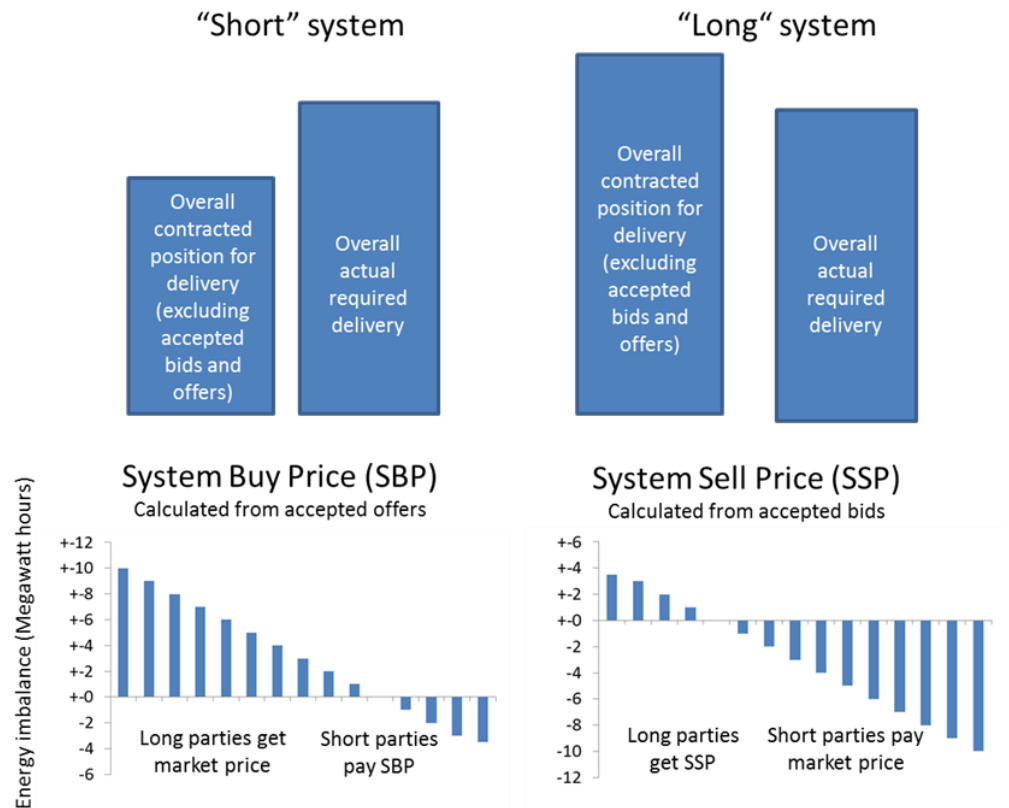 “Short” system
“Long“ system
Overall
contracted
position for
delivery
(excluding
accepted
bids and
offers)
Overall
actual
required
delivery
Overall
contracted
position for
delivery
(excluding
accepted
bids and
offers)
Overall
actual
required
delivery
System Buy Price (SBP)
Calculated from accepted offers
System Sell Price (SSP)
Calculated from accepted bids
Energy imbalance (Megawatt hours)
+-12
+-10
+-8
+-6
+-4
+-2
+-0
-2
-4
-6
Long parties get
market price
Short parties
pay SBP
+-6
+-4
+-2
+-0
-2
-4
-6
-8
-10
-12
Long parties
get SSP
Short parties pay
market price